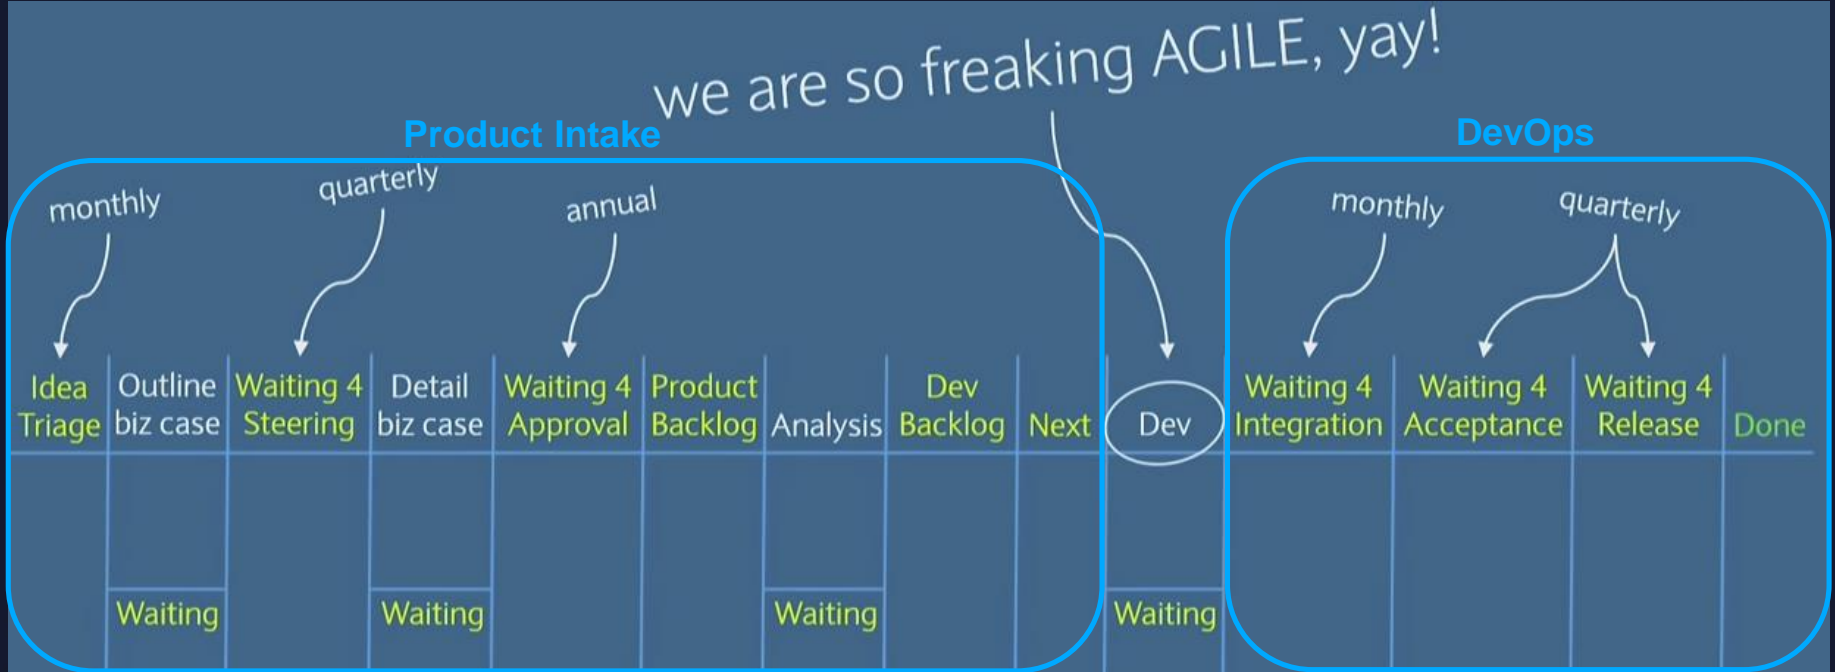 we are so freaking AGILE, yay!
Product Intake
DevOps
monthly
quarterly
annual
monthly
quarterly
Idea
Triage
Outline
biz case
Waiting 4
Steering
Detail
biz case
Waiting 4
Approval
Product
Backlog
Analysis
Dev
Backlog
Next
Dev
Waiting 4
Integration
Waiting 4
Acceptance
Waiting 4
Release
Done
Waiting
Waiting
Waiting
Waiting